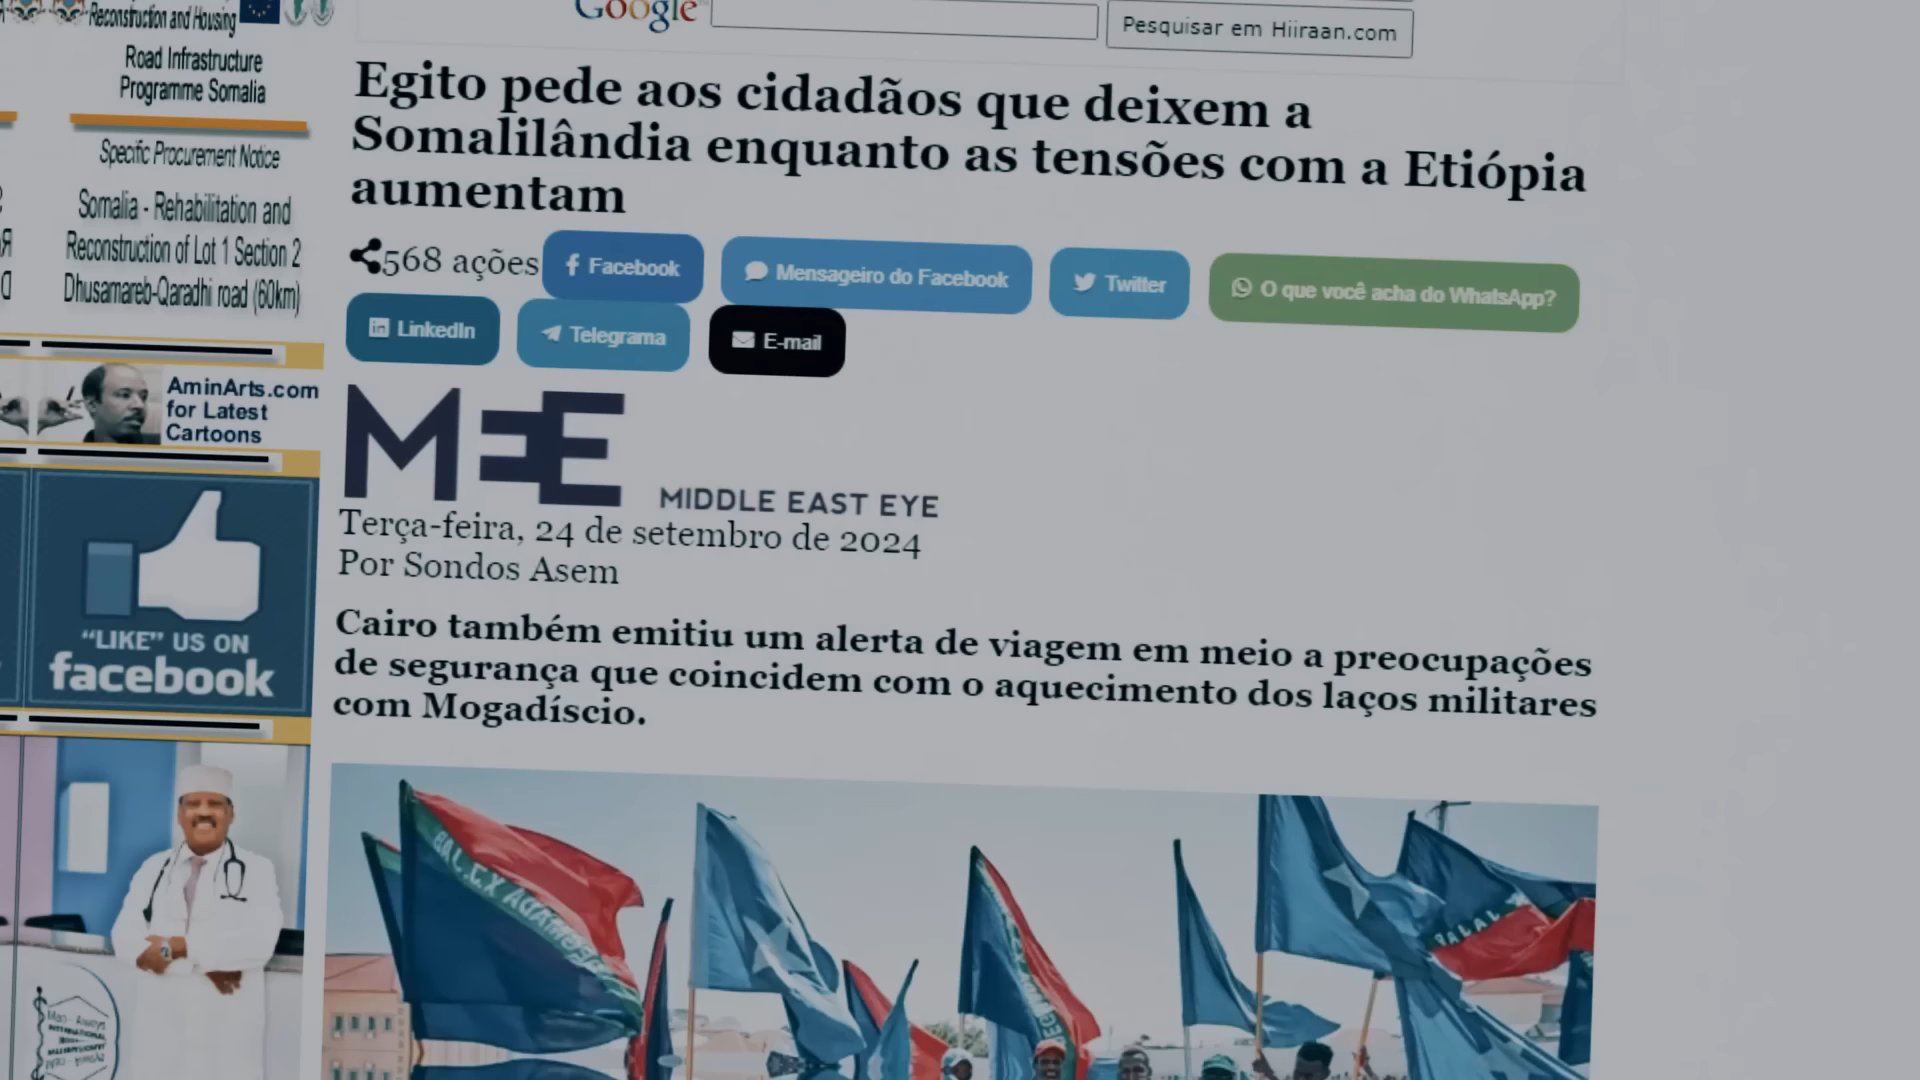 Reconstruction and Housing
Road Infrastructure
Programme Somalia
Specific Procurement Notice
Somalia - Rehabilitation and
Reconstruction of Lot 1 Section 2
Dhusamareb-Qaradhi road (60km)
AminArts.com
for Latest
Cartoons
"LIKE" US ON
facebook
Google
Pesquisar em Hiiraan.com
Egito pede aos cidadãos que deixem a
Somalilândia enquanto as tensões com a Etiópia
aumentam
568 ações
Facebook
Mensageiro do Facebook
Twitter
O que você acha do WhatsApp?
LinkedIn
Telegrama
E-mail
MEE
MIDDLE EAST EYE
Terça-feira, 24 de setembro de 2024
Por Sondos Asem
Cairo também emitiu um alerta de viagem em meio a preocupações
de segurança que coincidem com o aquecimento dos laços militares
com Mogadíscio.